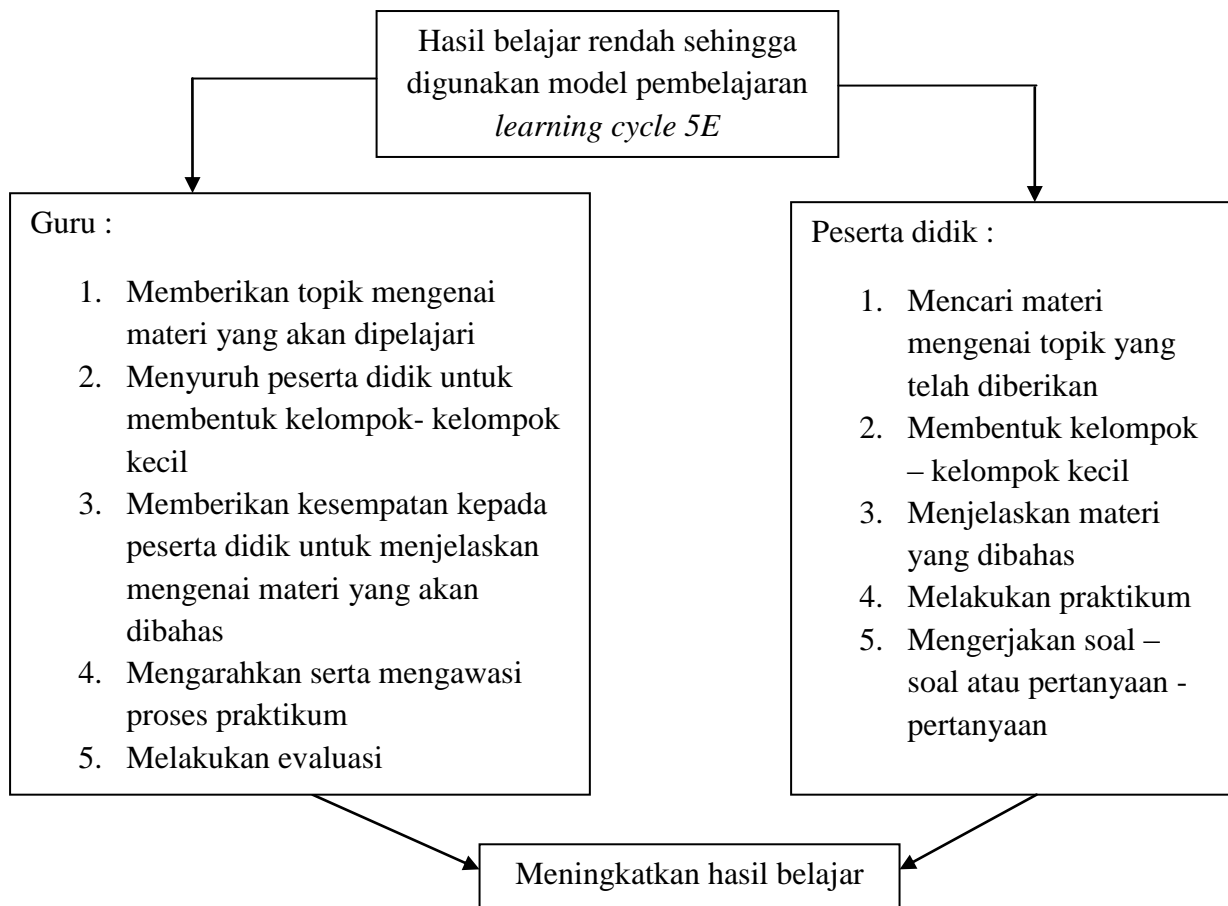 Hasil belajar rendah sehingga
digunakan model pembelajaran
learning cycle 5E
Guru :
1. Memberikan topik mengenai
materi yang akan dipelajari
2. Menyuruh peserta didik untuk
membentuk kelompok- kelompok
kecil
3. Memberikan kesempatan kepada
peserta didik untuk menjelaskan
mengenai materi yang akan
dibahas
4. Mengarahkan serta mengawasi
proses praktikum
5. Melakukan evaluasi
Peserta didik :
1. Mencari materi
mengenai topik yang
telah diberikan
2. Membentuk kelompok
– kelompok kecil
3. Menjelaskan materi
yang dibahas
4. Melakukan praktikum
5. Mengerjakan soal –
soal atau pertanyaan -
pertanyaan
Meningkatkan hasil belajar